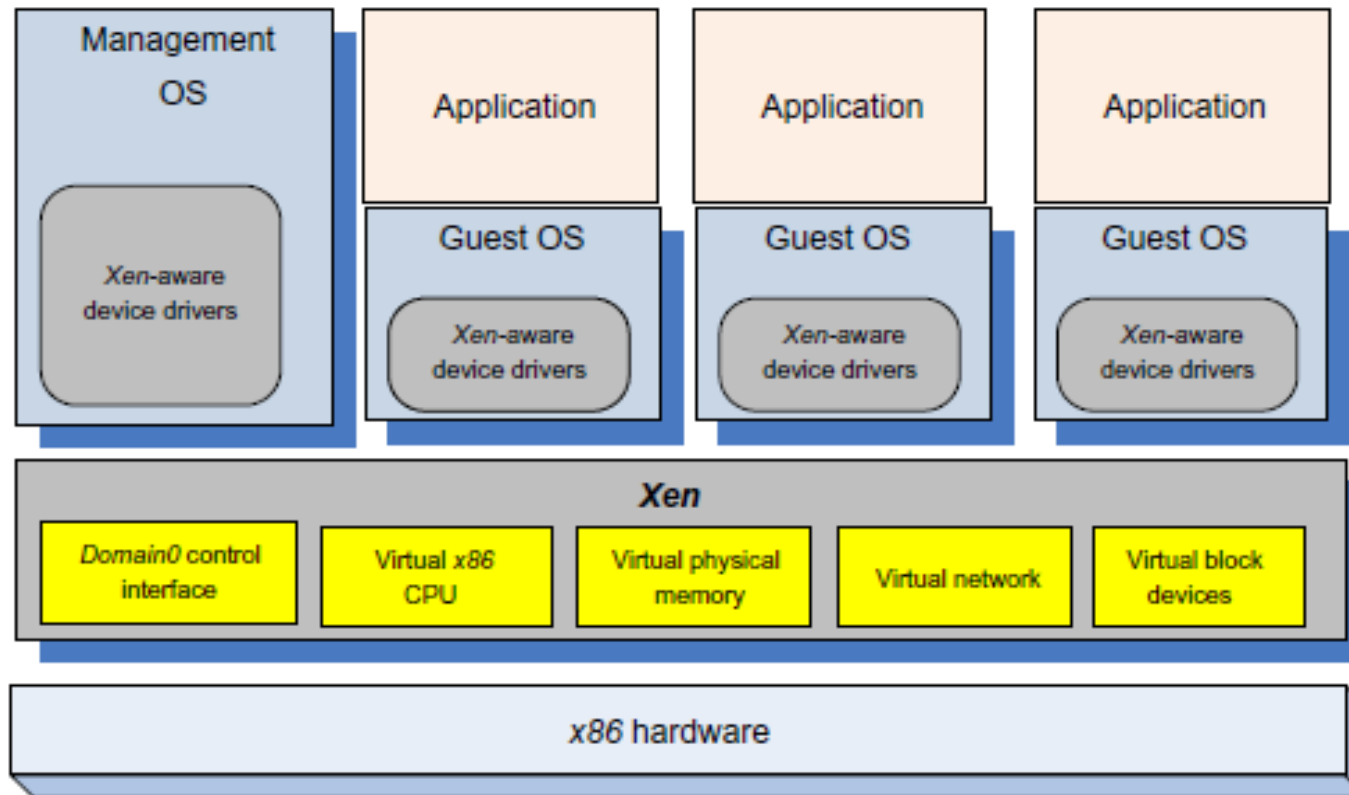 Management
OS
Application
Application
Application
Xen-aware
device drivers
Guest OS
Guest OS
Guest OS
Xen-aware
device drivers
Xen-aware
device drivers
Xen-aware
device drivers
Xen
Domain0 control
interface
Virtual x86
CPU
Virtual physical
memory
Virtual network
Virtual block
devices
x86 hardware